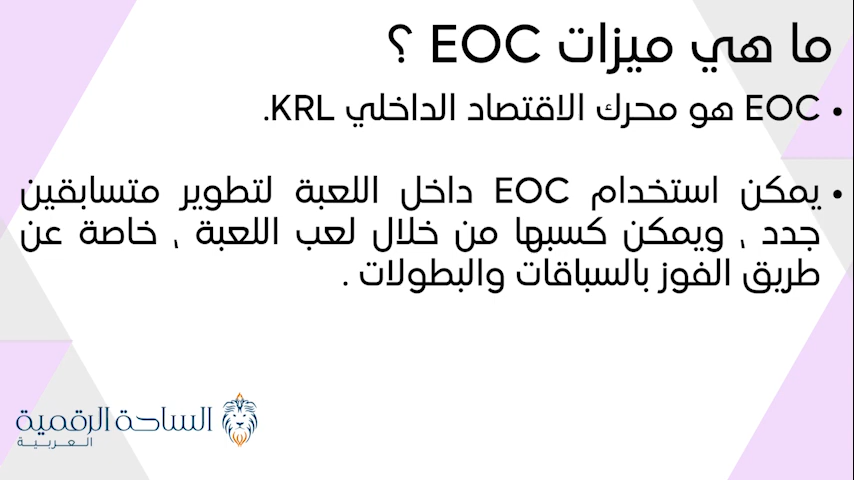 ما هي ميزات EOC ؟
• EOC هو محرك الاقتصاد الداخلي KRL.
• يمكن استخدام EOC داخل اللعبة لتطوير متسابقين
جدد , ويمكن كسبها من خلال لعب اللعبة , خاصة عن
طريق الفوز بالسباقات والبطولات .
الساحة الرقمية
العربية